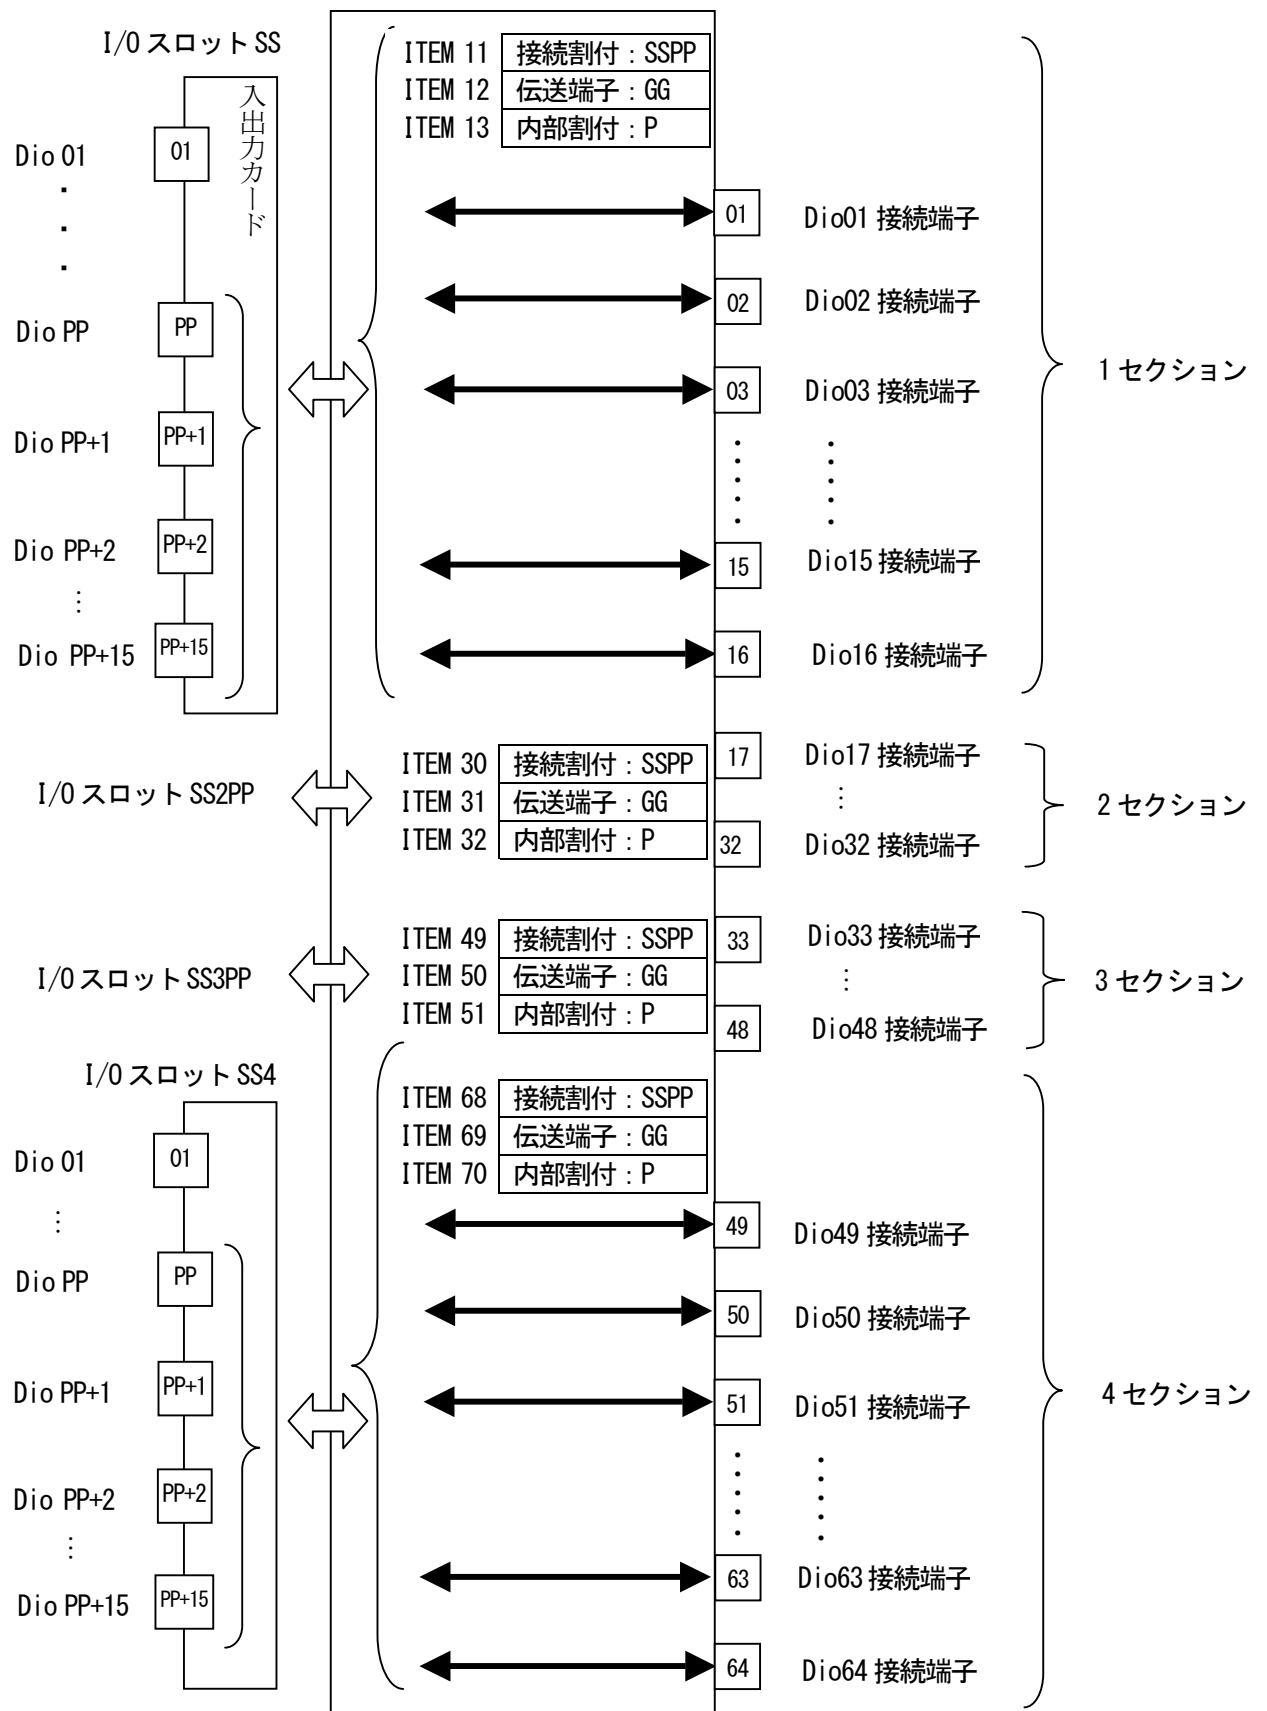 I/O スロット SS
入出力カード
Dio 01
01
・
・
・
Dio PP
PP
Dio PP+1
PP+1
Dio PP+2
PP+2
⋮
Dio PP+15
PP+15
ITEM 11 接続割付：SSPP
ITEM 12 伝送端子：GG
ITEM 13 内部割付：P
01 Dio01 接続端子
02 Dio02 接続端子
03 Dio03 接続端子
15 Dio15 接続端子
16 Dio16 接続端子
1 セクション
I/O スロット SS2PP
ITEM 30 接続割付：SSPP
ITEM 31 伝送端子：GG
ITEM 32 内部割付：P
17 Dio17 接続端子
⋮
32 Dio32 接続端子
2 セクション
I/O スロット SS3PP
ITEM 49 接続割付：SSPP
ITEM 50 伝送端子：GG
ITEM 51 内部割付：P
33 Dio33 接続端子
⋮
48 Dio48 接続端子
3 セクション
I/O スロット SS4
Dio 01
01
⋮
Dio PP
PP
Dio PP+1
PP+1
Dio PP+2
PP+2
⋮
Dio PP+15
PP+15
ITEM 68 接続割付：SSPP
ITEM 69 伝送端子：GG
ITEM 70 内部割付：P
49 Dio49 接続端子
50 Dio50 接続端子
51 Dio51 接続端子
63 Dio63 接続端子
64 Dio64 接続端子
4 セクション